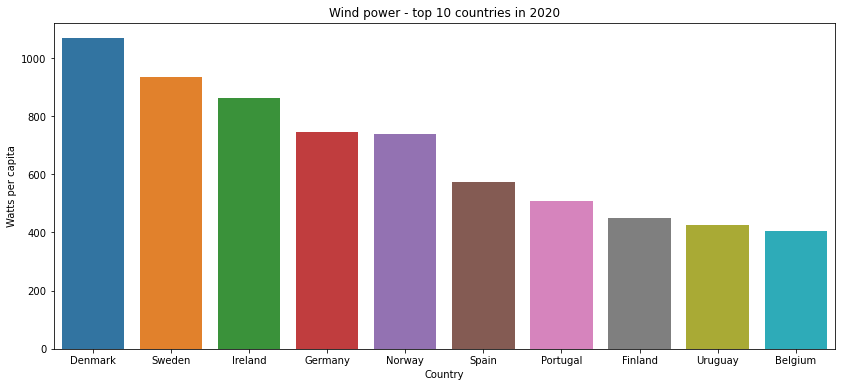 Wind power - top 10 countries in 2020
Watts per capita
1000
800
600
400
200
0
Denmark Sweden Ireland Germany Norway Spain Portugal Finland Uruguay Belgium
Country